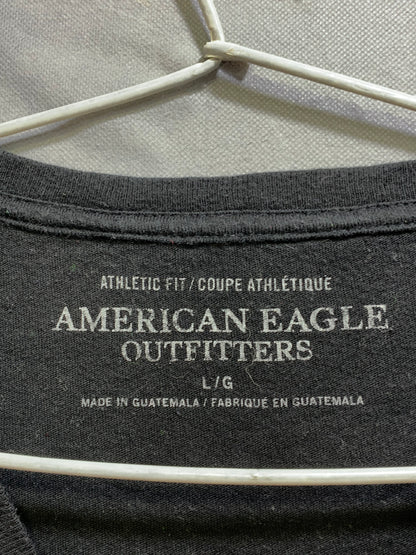 ATHLETIC FIT / COUPE ATHLÉTIQUE
AMERICAN EAGLE
OUTFITTERS
L / G
MADE IN GUATEMALA / FABRIQUÉ EN GUATEMALA